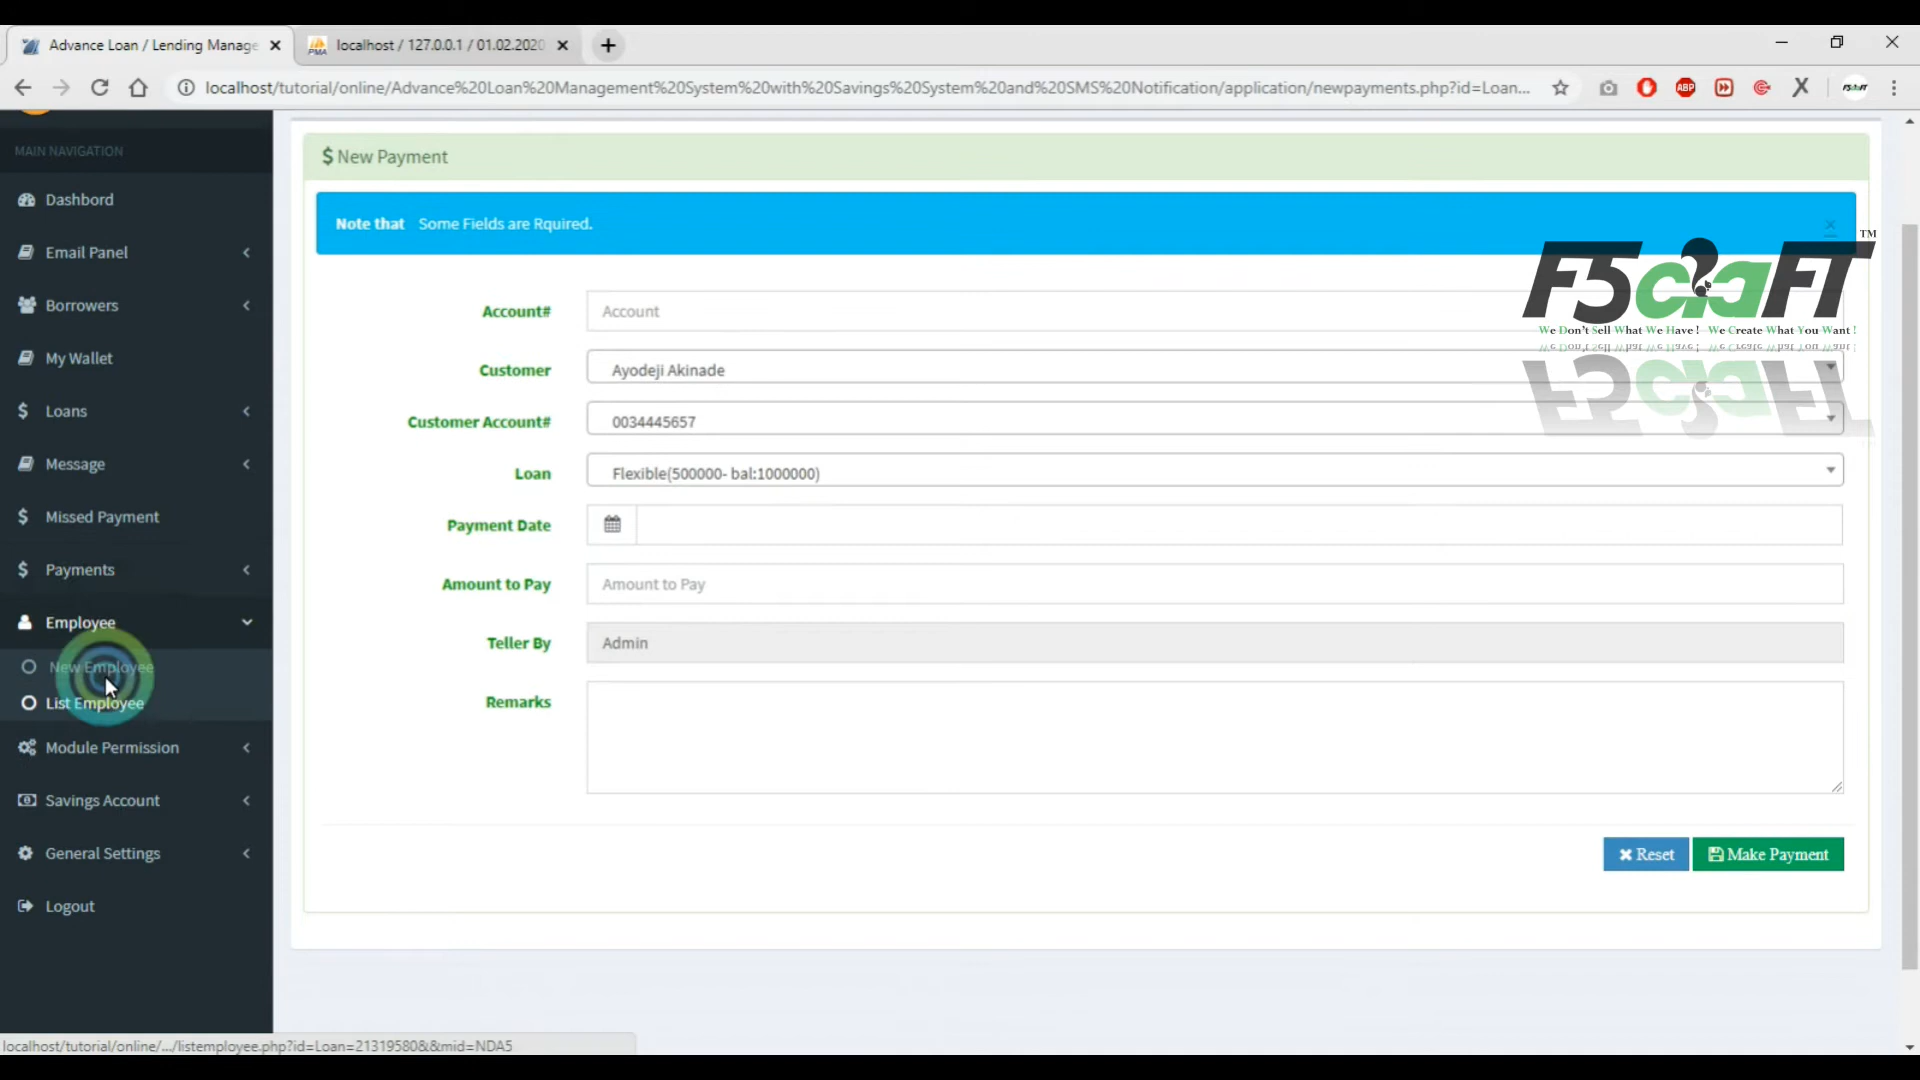 Advance Loan / Lending Manage
localhost / 127.0.0.1 / 01.02.2020
localhost/tutorial/online/Advance%20Loan%20Management%20System%20with%20Savings%20System%20and%20SMS%20Notification/application/newpayments.php?id=Loan...
ABP
MAIN NAVIGATION
Dashbord
Email Panel
Borrowers
My Wallet
Loans
Message
Missed Payment
Payments
Employee
New Employee
List Employee
Module Permission
Savings Account
General Settings
Logout
$ New Payment
Note that Some Fields are Rquired.
F5craFT TM
We Don't Sell What We Have! We Create What You Want!
Account# Account
Customer Ayodeji Akinade
Customer Account# 0034445657
Loan Flexible(500000- bal:1000000)
Payment Date
Amount to Pay Amount to Pay
Teller By Admin
Remarks
Reset Make Payment
localhost/tutorial/online/.../listemployee.php?id=Loan=21319580&&mid=NDA5